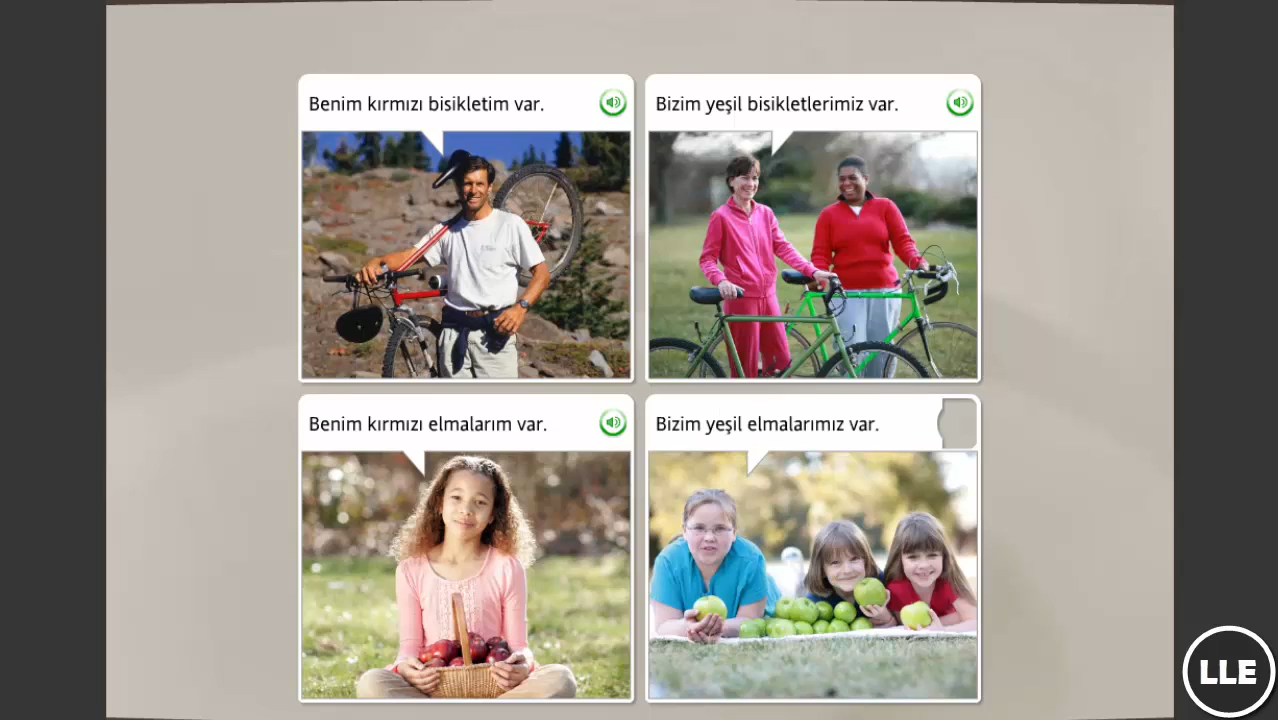 Benim kırmızı bisikletim var.
Bizim yeşil bisikletlerimiz var.
Benim kırmızı elmalarım var.
Bizim yeşil elmalarımız var.
LLE